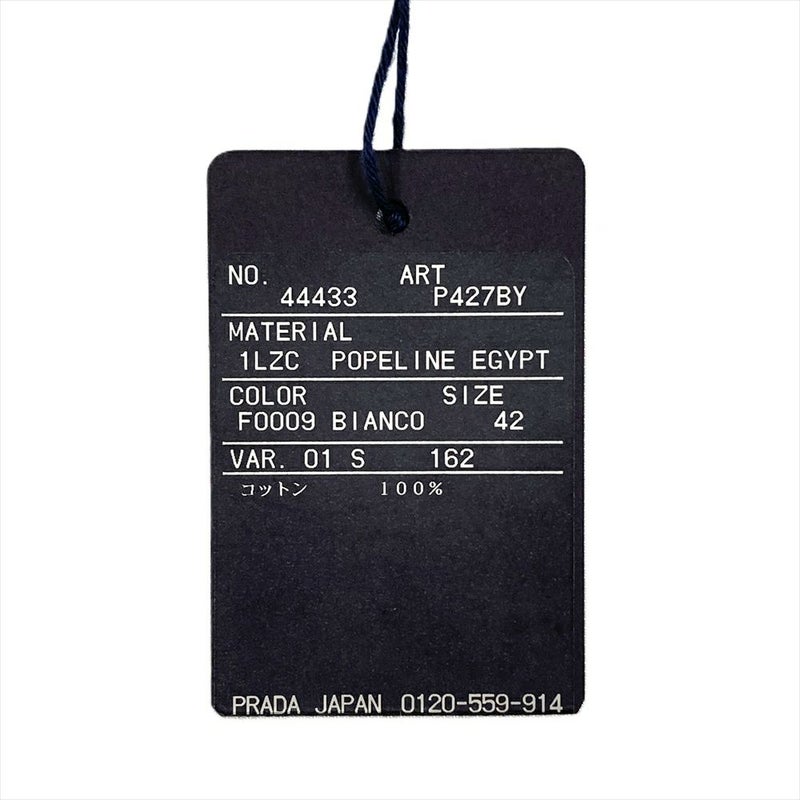 NO. ART
44433 P427BY
MATERIAL
1LZC POPELINE EGYPT
COLOR SIZE
F0009 BIANCO 42
VAR. 01 S 162
コットン 100%
PRADA JAPAN 0120-559-914